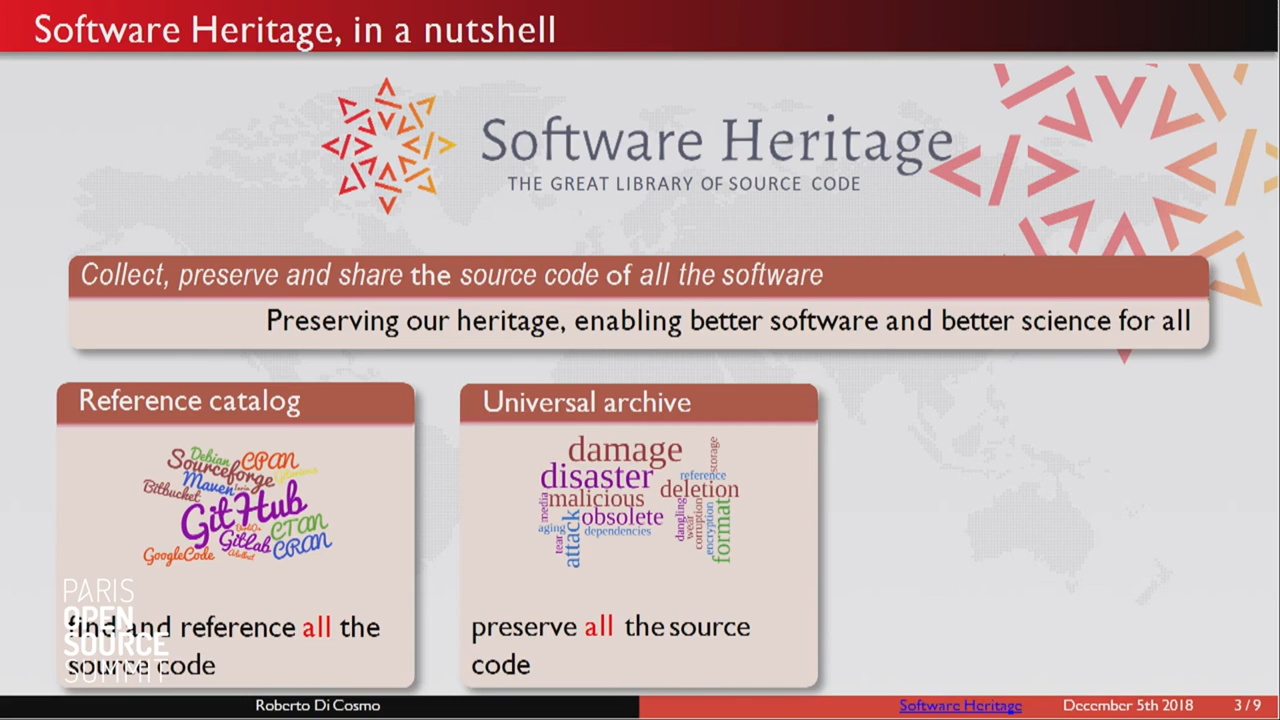 Software Heritage, in a nutshell
Software Heritage
THE GREAT LIBRARY OF SOURCE CODE
Collect, preserve and share the source code of all the software
Preserving our heritage, enabling better software and better science for all
Reference catalog
Debian
CPAN
Sourceforge
Maven
Bitbucket
GitHub
CTAN
GitLab
CRAN
GoogleCode
find and reference all the
source code
Universal archive
damage
storage
disaster
reference
malicious
deletion
media
obsolete
aging
dependencies
tear
attack
dangling
wear
corruption
encryption
format
preserve all the source
code
PARIS
OPEN
SOURCE
SUMMIT
Roberto Di Cosmo
Software Heritage
December 5th 2018
3 / 9